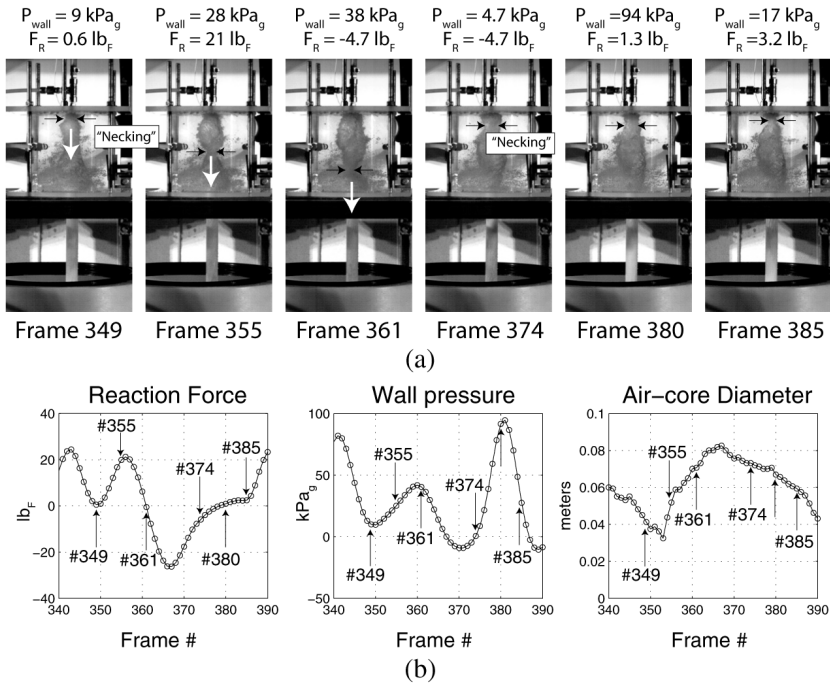 P_wall = 9 kPa_g
F_R = 0.6 lb_F
P_wall = 28 kPa_g
F_R = 21 lb_F
P_wall = 38 kPa_g
F_R = -4.7 lb_F
P_wall = 4.7 kPa_g
F_R = -4.7 lb_F
P_wall =94 kPa_g
F_R =1.3 lb_F
P_wall =17 kPa_g
F_R =3.2 lb_F
"Necking"
"Necking"
Frame 349
Frame 355
Frame 361
Frame 374
Frame 380
Frame 385
(a)
Reaction Force
40
20
0
−20
−40
lb_F
#355
#385
#374
#349
#361
#380
340
350
360
370
380
390
Frame #
Wall pressure
100
50
0
−50
kPa_g
#355
#374
#361
#349
#385
340
350
360
370
380
390
Frame #
Air−core Diameter
0.1
0.08
0.06
0.04
0.02
0
meters
#355
#361
#374
#380
#349
#385
340
350
360
370
380
390
Frame #
(b)